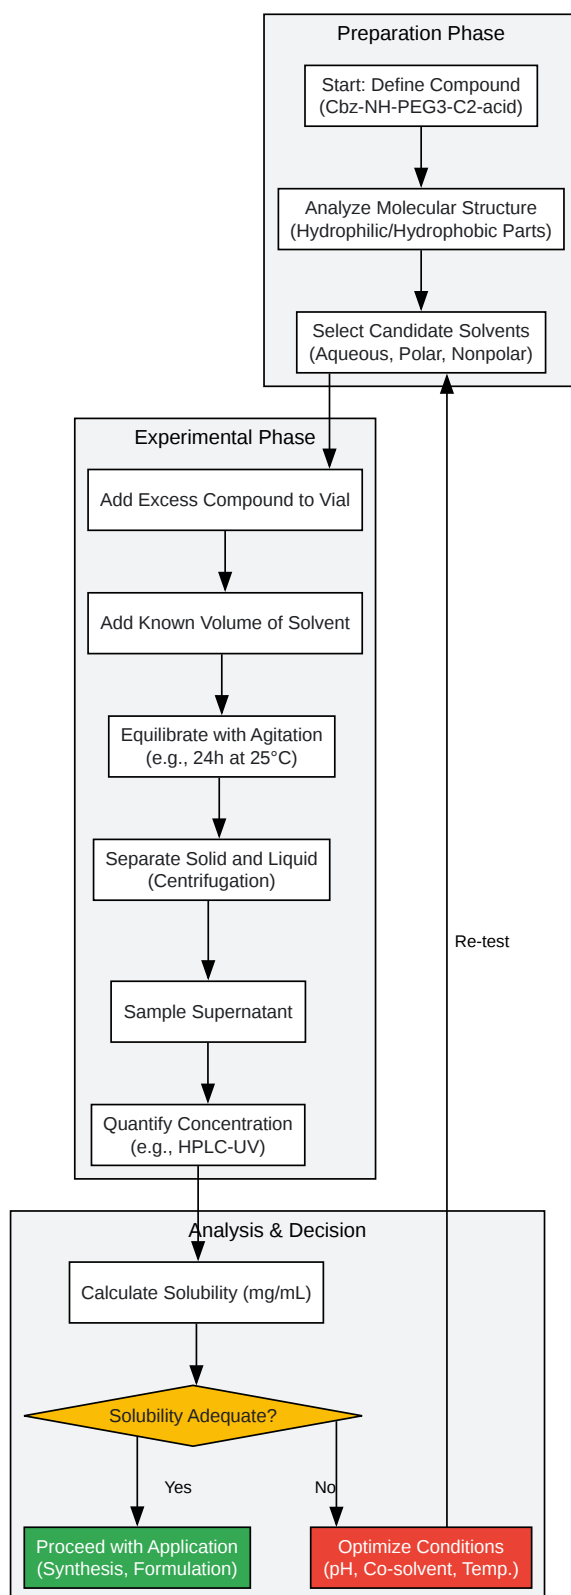 Preparation Phase
Start: Define Compound
(Cbz-NH-PEG3-C2-acid)
Analyze Molecular Structure
(Hydrophilic/Hydrophobic Parts)
Select Candidate Solvents
(Aqueous, Polar, Nonpolar)
Experimental Phase
Add Excess Compound to Vial
Add Known Volume of Solvent
Equilibrate with Agitation
(e.g., 24h at 25°C)
Separate Solid and Liquid
(Centrifugation)
Re-test
Sample Supernatant
Quantify Concentration
(e.g., HPLC-UV)
Analysis & Decision
Calculate Solubility (mg/mL)
Solubility Adequate?
Yes
No
Proceed with Application
(Synthesis, Formulation)
Optimize Conditions
(pH, Co-solvent, Temp.)